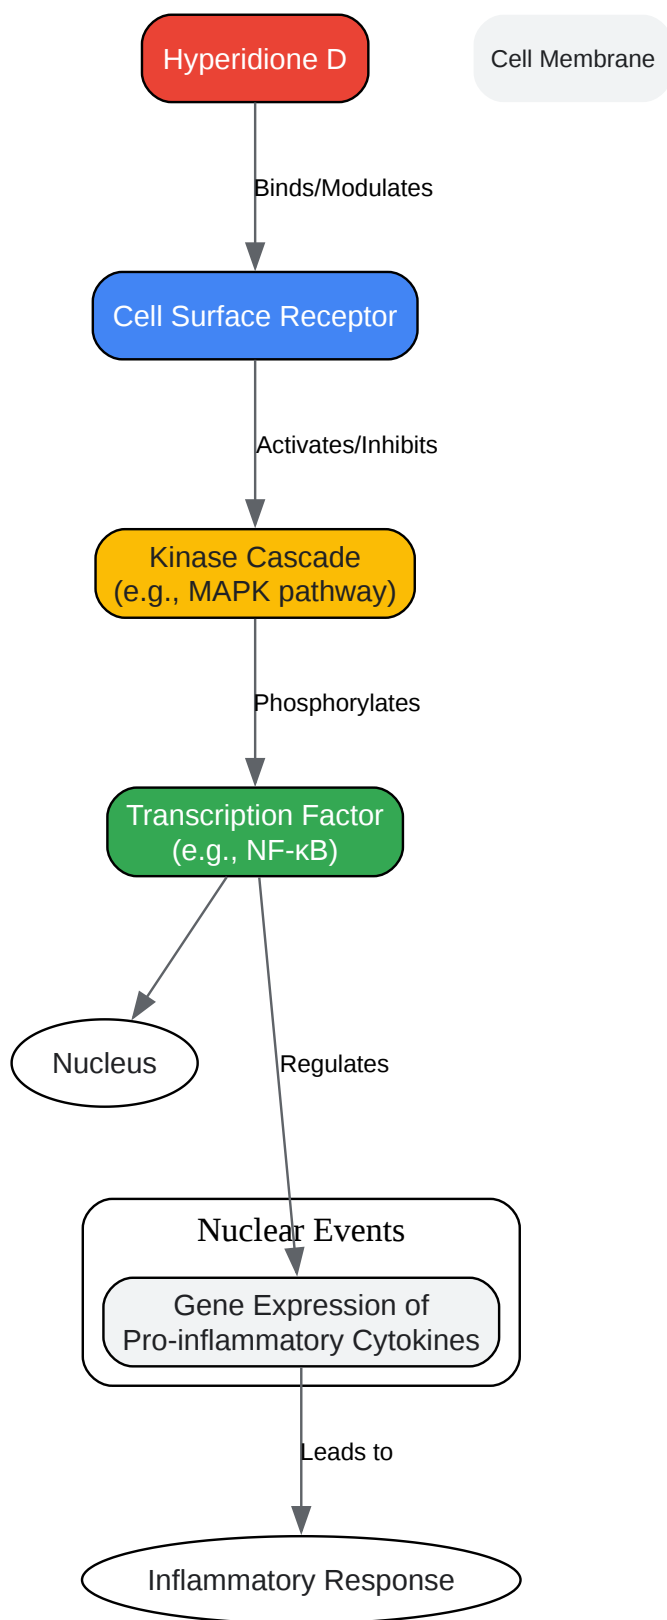 Hyperidione D
Cell Membrane
Binds/Modulates
Cell Surface Receptor
Activates/Inhibits
Kinase Cascade
(e.g., MAPK pathway)
Phosphorylates
Transcription Factor
(e.g., NF-κB)
Nucleus
Regulates
Nuclear Events
Gene Expression of
Pro-inflammatory Cytokines
Leads to
Inflammatory Response